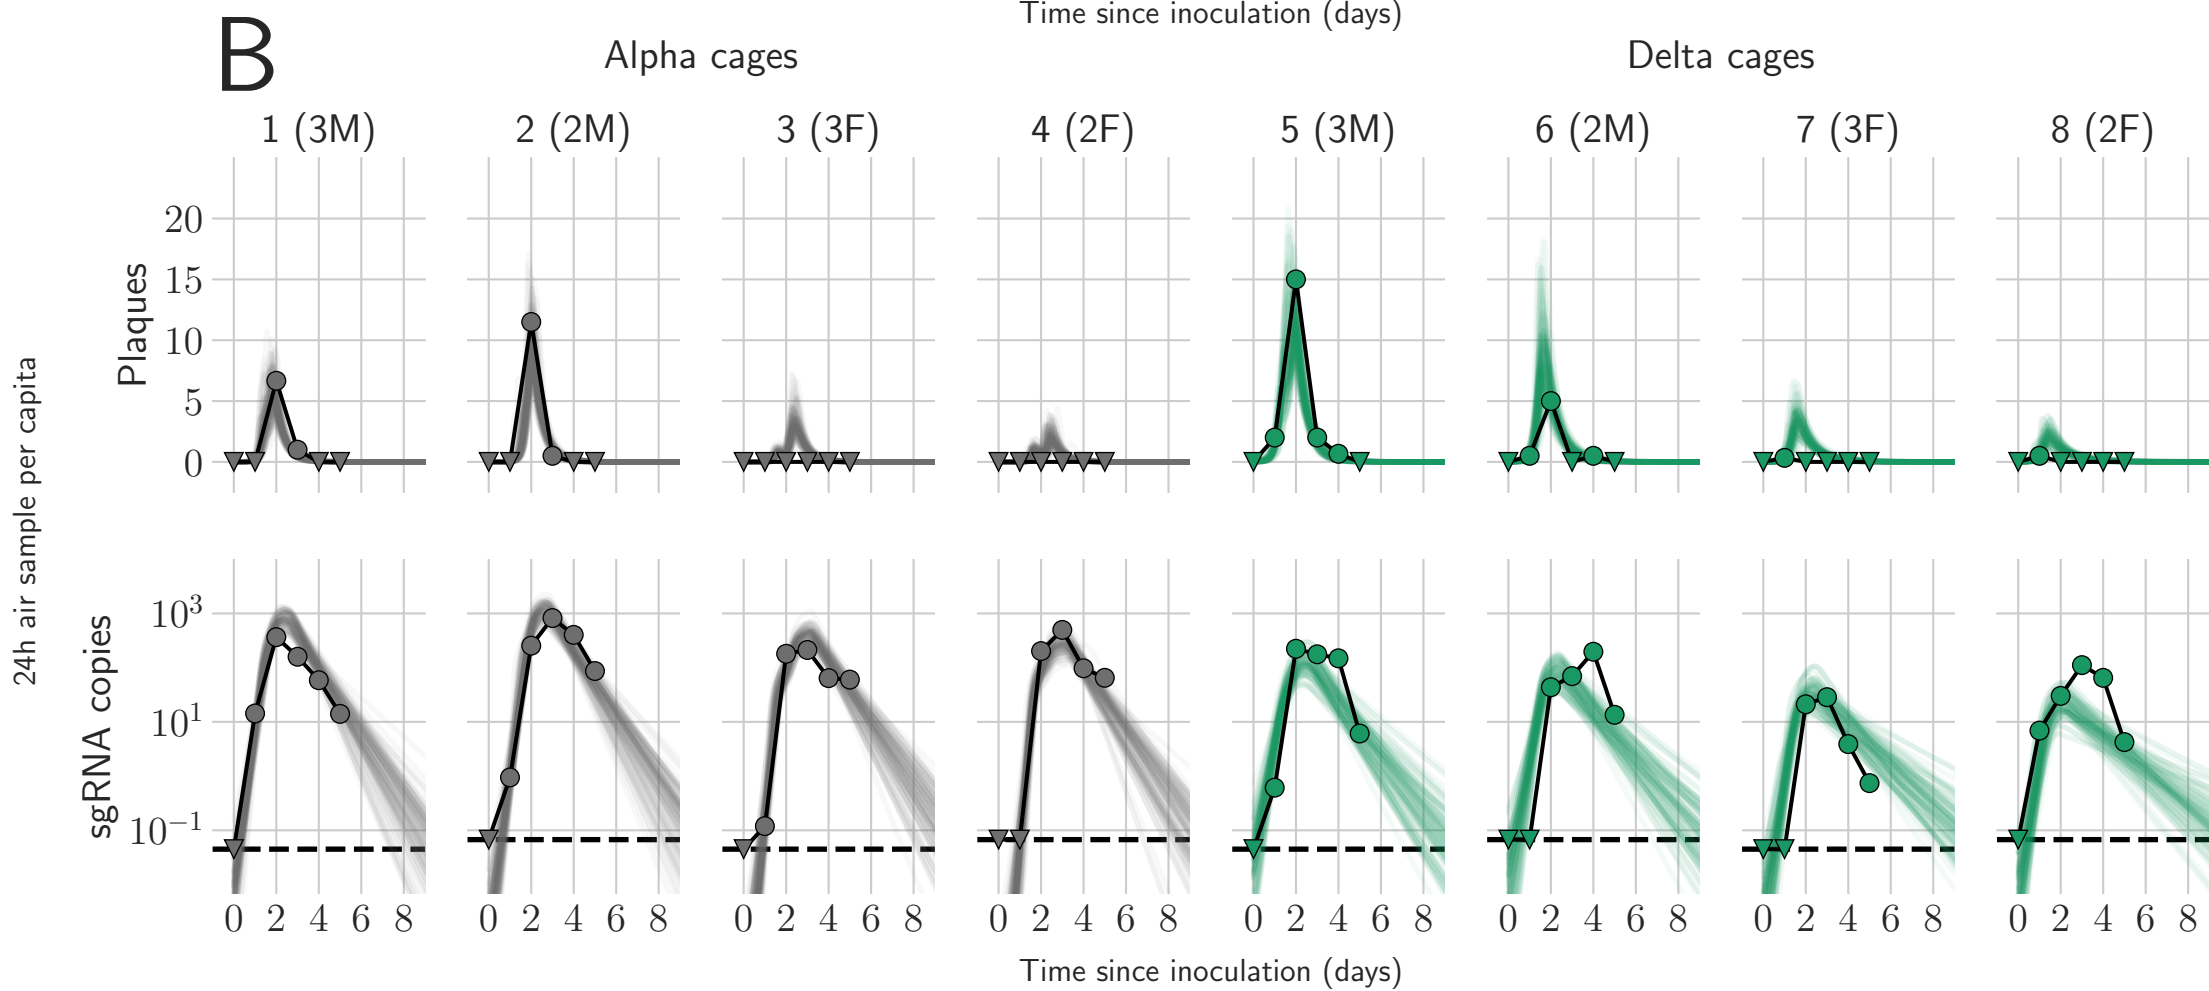 Time since inoculation (days)
B
Alpha cages
Delta cages
1 (3M)
2 (2M)
3 (3F)
4 (2F)
5 (3M)
6 (2M)
7 (3F)
8 (2F)
24h air sample per capita
Plaques
20
15
10
5
0
sgRNA copies
10³
10¹
10⁻¹
0 2 4 6 8
0 2 4 6 8
0 2 4 6 8
0 2 4 6 8
0 2 4 6 8
0 2 4 6 8
0 2 4 6 8
0 2 4 6 8
Time since inoculation (days)